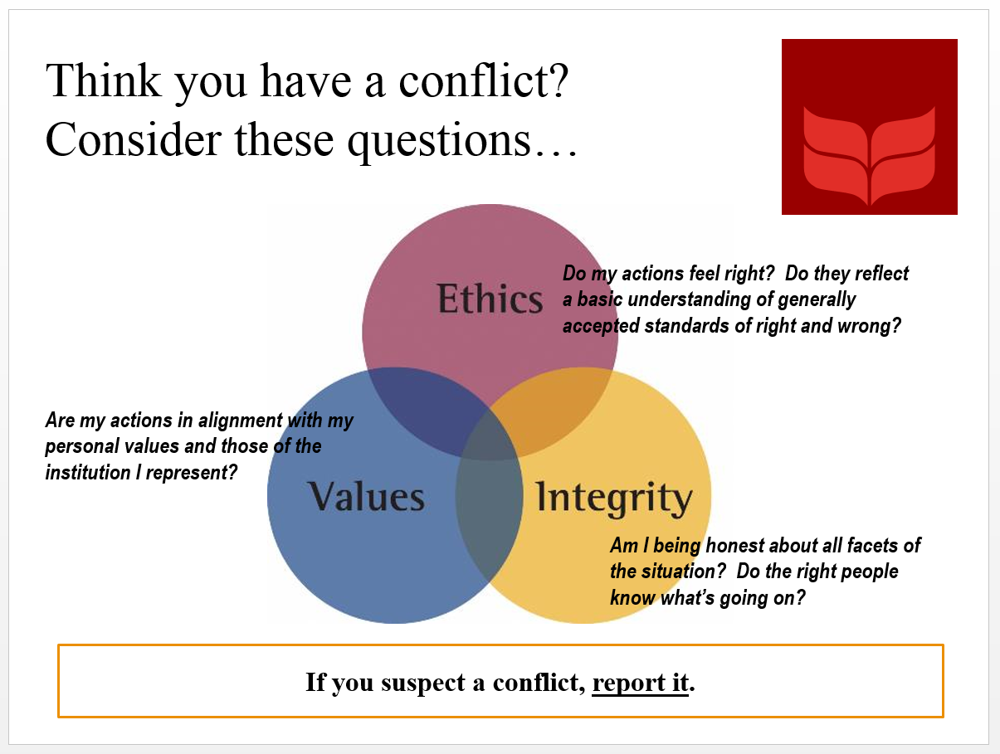 Think you have a conflict?
Consider these questions…
Ethics
Do my actions feel right?  Do they reflect
a basic understanding of generally
accepted standards of right and wrong?
Are my actions in alignment with my
personal values and those of the
institution I represent?
Values
Integrity
Am I being honest about all facets of
the situation?  Do the right people
know what’s going on?
If you suspect a conflict, report it.